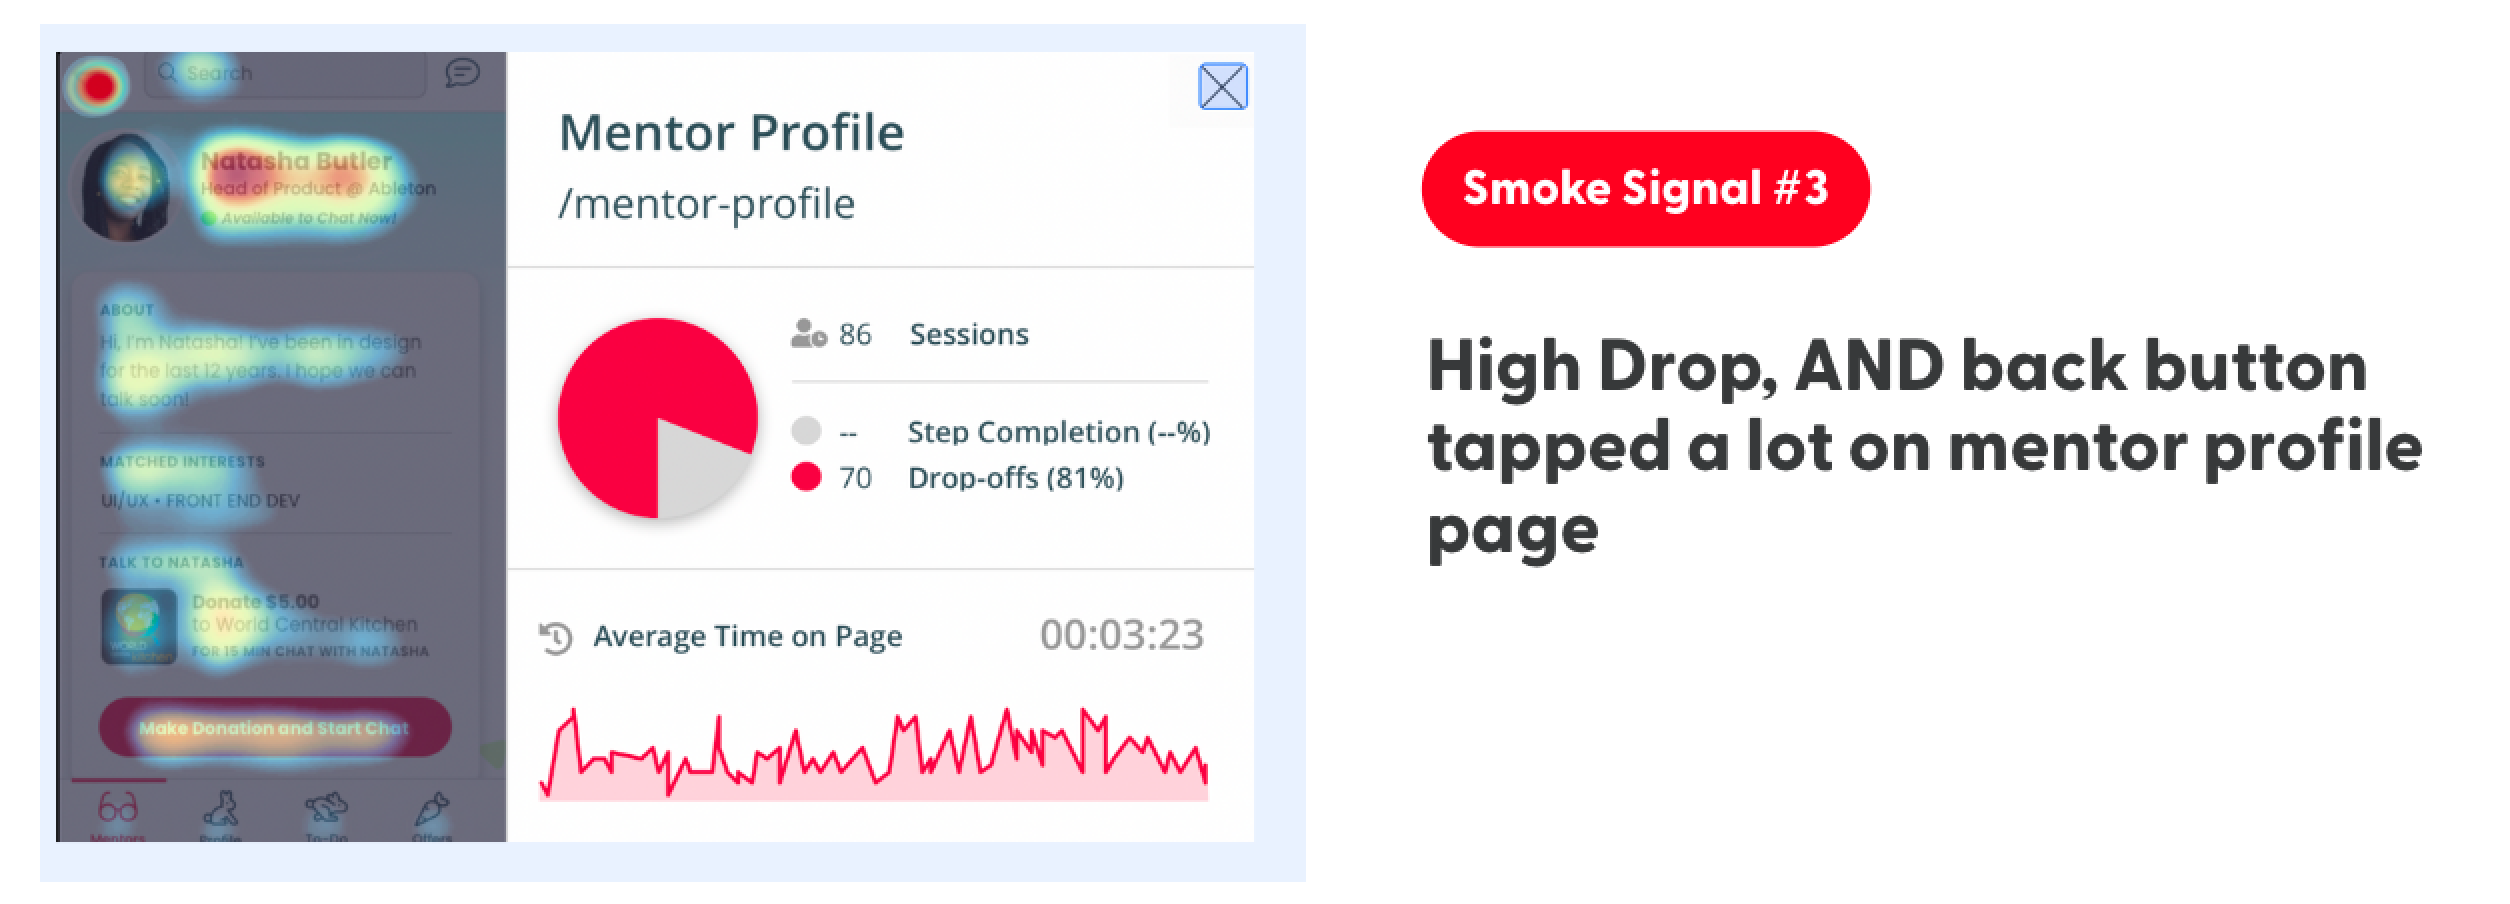 Search
Natasha Butler
Head of Product @ Ableton
Available to Chat Now!
ABOUT
Hi, I'm Natasha! I've been in design
for the last 12 years. I hope we can
talk soon!
MATCHED INTERESTS
UI/UX • FRONT END DEV
TALK TO NATASHA
WORLD
Donate $5.00
to World Central Kitchen
FOR 15 MIN CHAT WITH NATASHA
Make Donation and Start Chat
Mentors Profile To-Do Offers
Mentor Profile
/mentor-profile
86 Sessions
-- Step Completion (--%)
70 Drop-offs (81%)
Average Time on Page 00:03:23
Smoke Signal #3
High Drop, AND back button
tapped a lot on mentor profile
page